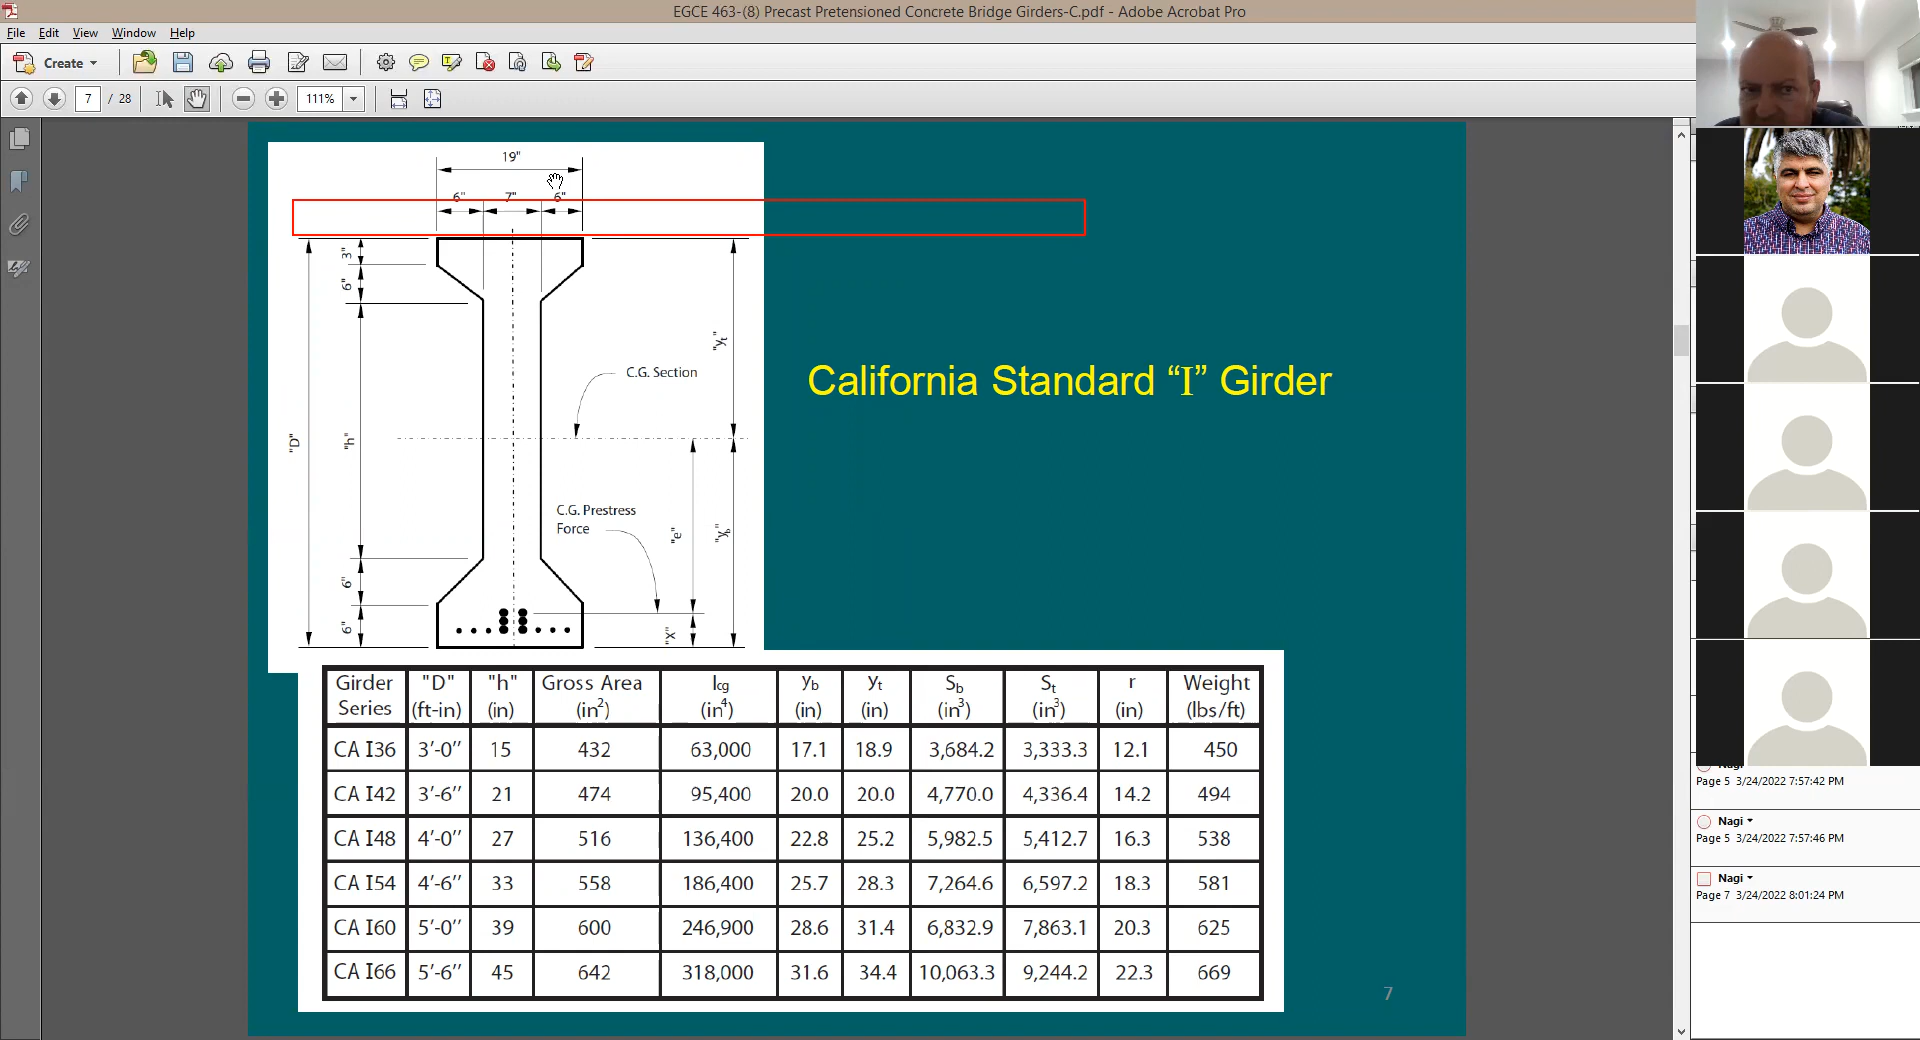 EGCE 463-(8) Precast Pretensioned Concrete Bridge Girders-C.pdf - Adobe Acrobat Pro
File Edit View Window Help
Create
7 / 28 111%
19"
6" 7" 6"
3"
6"
"yt"
C.G. Section
"D"
"h"
C.G. Prestress
Force
"e"
"yb"
6"
6"
"X"
California Standard “I” Girder
Girder Series "D" (ft-in) "h" (in) Gross Area (in2) Icg (in4) yb (in) yt (in) Sb (in3) St (in3) r (in) Weight (lbs/ft)
CA I36 3’-0’’ 15 432 63,000 17.1 18.9 3,684.2 3,333.3 12.1 450
CA I42 3’-6’’ 21 474 95,400 20.0 20.0 4,770.0 4,336.4 14.2 494
CA I48 4’-0’’ 27 516 136,400 22.8 25.2 5,982.5 5,412.7 16.3 538
CA I54 4’-6’’ 33 558 186,400 25.7 28.3 7,264.6 6,597.2 18.3 581
CA I60 5’-0’’ 39 600 246,900 28.6 31.4 6,832.9 7,863.1 20.3 625
CA I66 5’-6’’ 45 642 318,000 31.6 34.4 10,063.3 9,244.2 22.3 669
7
Nagi
Page 5 3/24/2022 7:57:42 PM
Nagi
Page 5 3/24/2022 7:57:46 PM
Nagi
Page 7 3/24/2022 8:01:24 PM